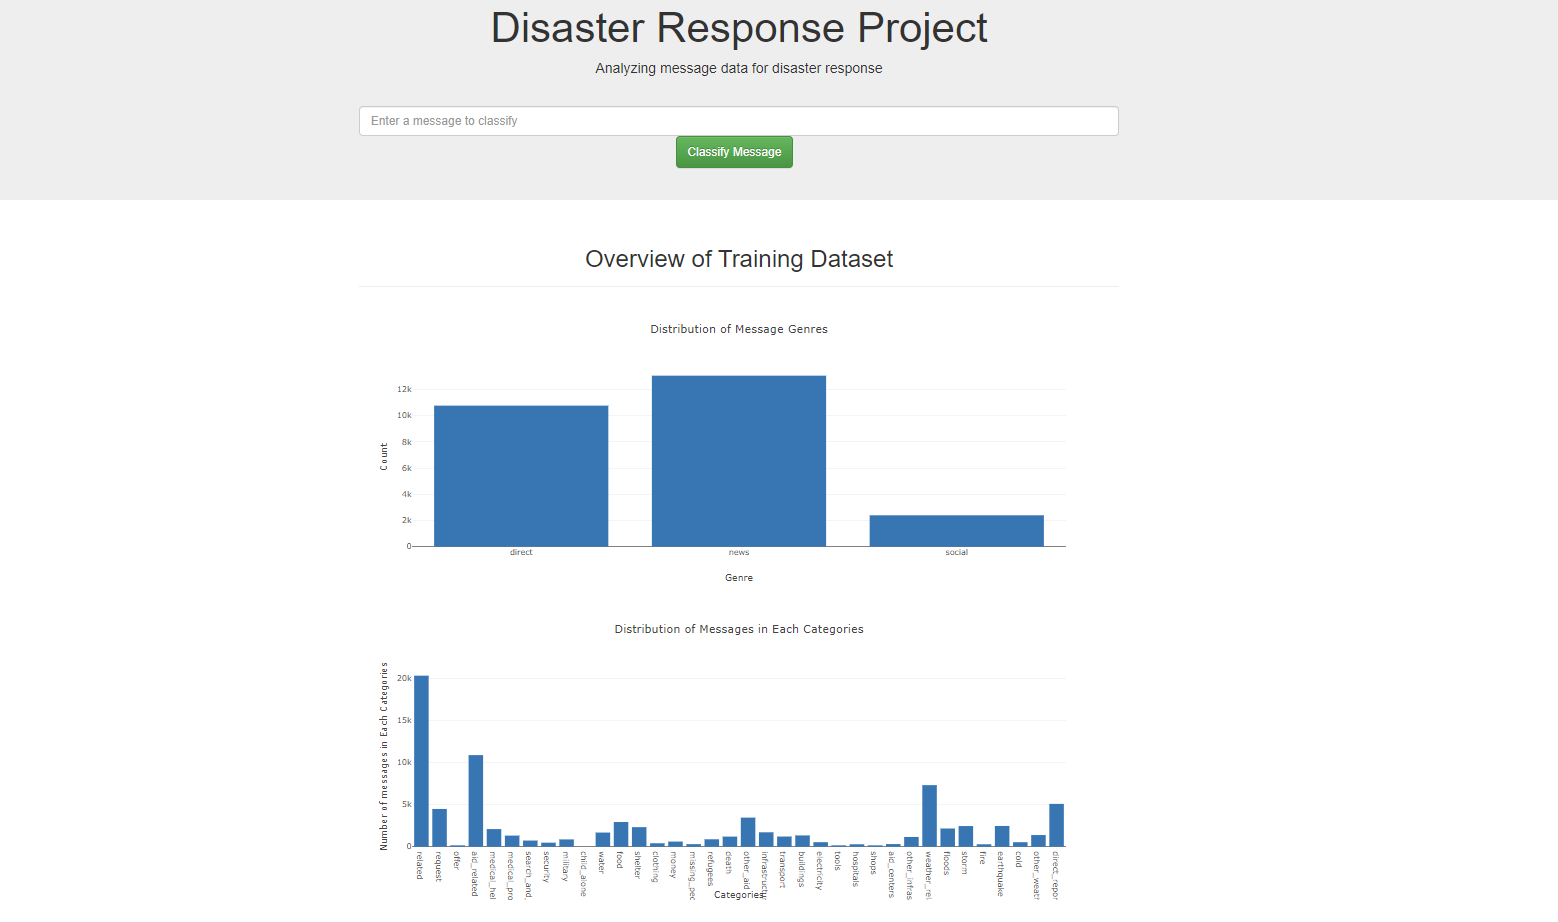 Disaster Response Project
Analyzing message data for disaster response
Enter a message to classify
Classify Message
Overview of Training Dataset
Distribution of Message Genres
12k
10k
8k
6k
4k
2k
0
Count
direct
news
social
Genre
Distribution of Messages in Each Categories
20k
15k
10k
5k
0
Number of messages in Each Categories
related
request
offer
aid_related
medical_hel
medical_pro
search_and_
security
military
child_alone
water
food
shelter
clothing
money
missing_peo
refugees
death
other_aid
infrastructur
transport
buildings
electricity
tools
hospitals
shops
aid_centers
other_infras
weather_rel
floods
storm
fire
earthquake
cold
other_weath
direct_repor
Categories